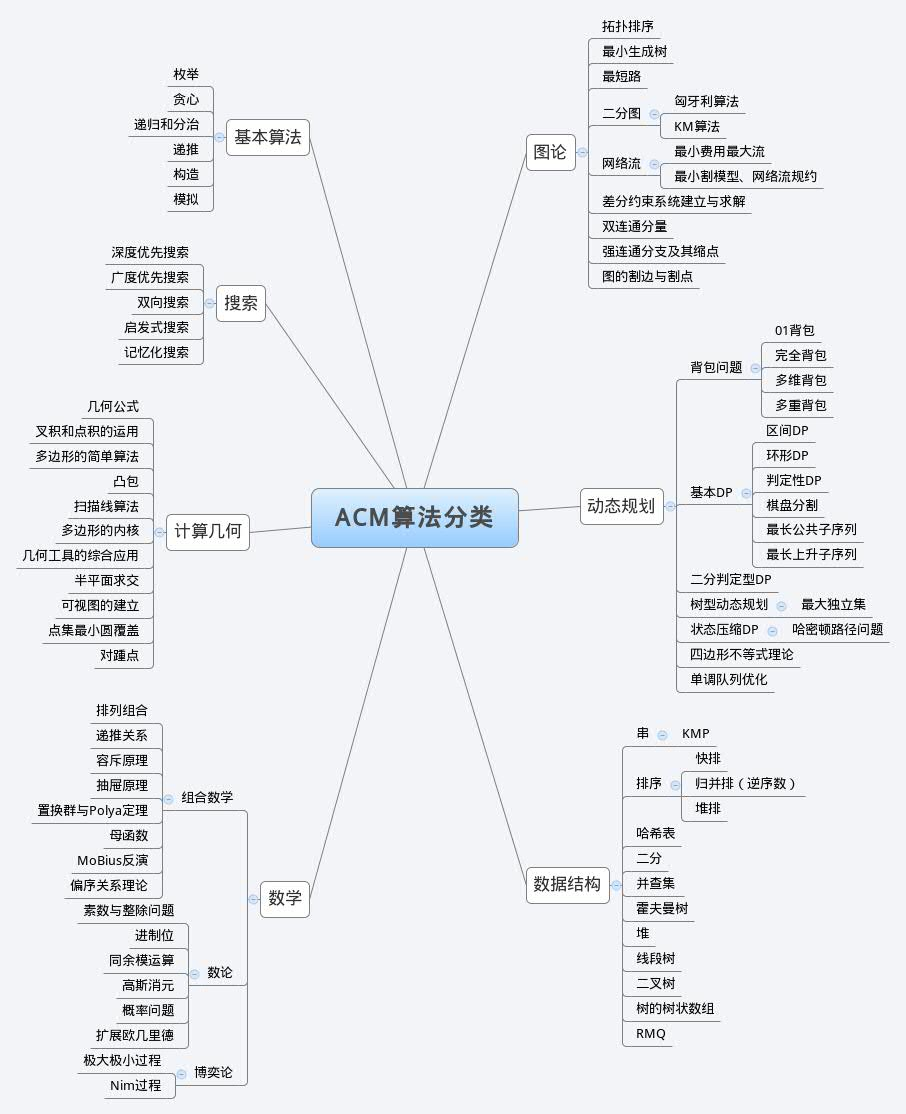 ACM算法分类
基本算法
枚举
贪心
递归和分治
递推
构造
模拟
搜索
深度优先搜索
广度优先搜索
双向搜索
启发式搜索
记忆化搜索
计算几何
几何公式
叉积和点积的运用
多边形的简单算法
凸包
扫描线算法
多边形的内核
几何工具的综合应用
半平面求交
可视图的建立
点集最小圆覆盖
对踵点
数学
组合数学
排列组合
递推关系
容斥原理
抽屉原理
置换群与Polya定理
母函数
MoBius反演
偏序关系理论
数论
素数与整除问题
进制位
同余模运算
高斯消元
概率问题
扩展欧几里德
博奕论
极大极小过程
Nim过程
图论
拓扑排序
最小生成树
最短路
二分图
匈牙利算法
KM算法
网络流
最小费用最大流
最小割模型、网络流规约
差分约束系统建立与求解
双连通分量
强连通分支及其缩点
图的割边与割点
动态规划
背包问题
01背包
完全背包
多维背包
多重背包
基本DP
区间DP
环形DP
判定性DP
棋盘分割
最长公共子序列
最长上升子序列
二分判定型DP
树型动态规划
最大独立集
状态压缩DP
哈密顿路径问题
四边形不等式理论
单调队列优化
数据结构
串
KMP
排序
快排
归并排（逆序数）
堆排
哈希表
二分
并查集
霍夫曼树
堆
线段树
二叉树
树的树状数组
RMQ